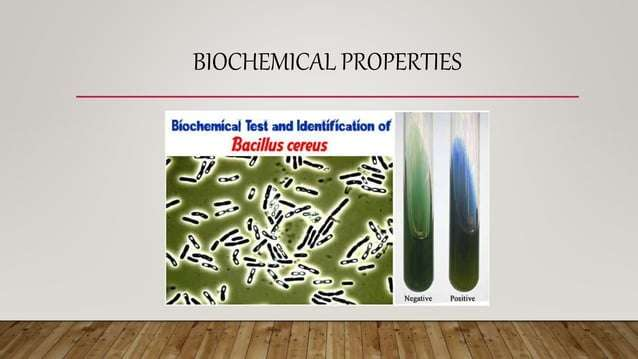 BIOCHEMICAL PROPERTIES
Biochemical Test and Identification of
Bacillus cereus
Negative Positive